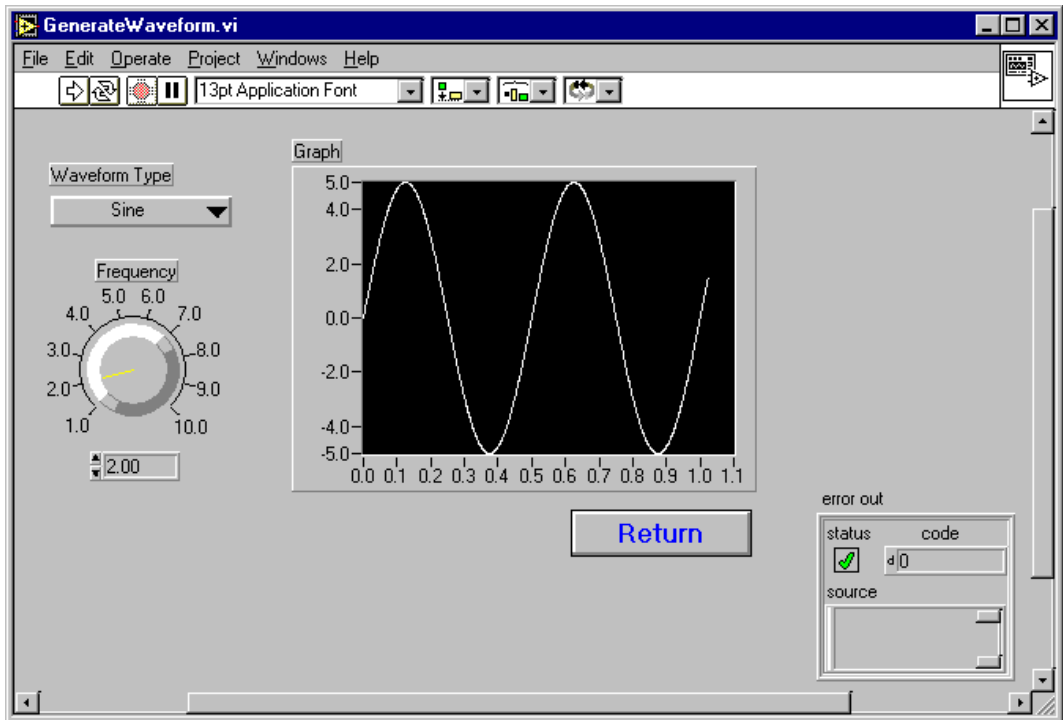 GenerateWaveform.vi
File Edit Operate Project Windows Help
13pt Application Font
Waveform Type
Sine
Frequency
5.0 6.0
4.0 7.0
3.0 8.0
2.0 9.0
1.0 10.0
2.00
Graph
5.0
4.0
2.0
0.0
-2.0
-4.0
-5.0
0.0 0.1 0.2 0.3 0.4 0.5 0.6 0.7 0.8 0.9 1.0 1.1
Return
error out
status code
d 0
source